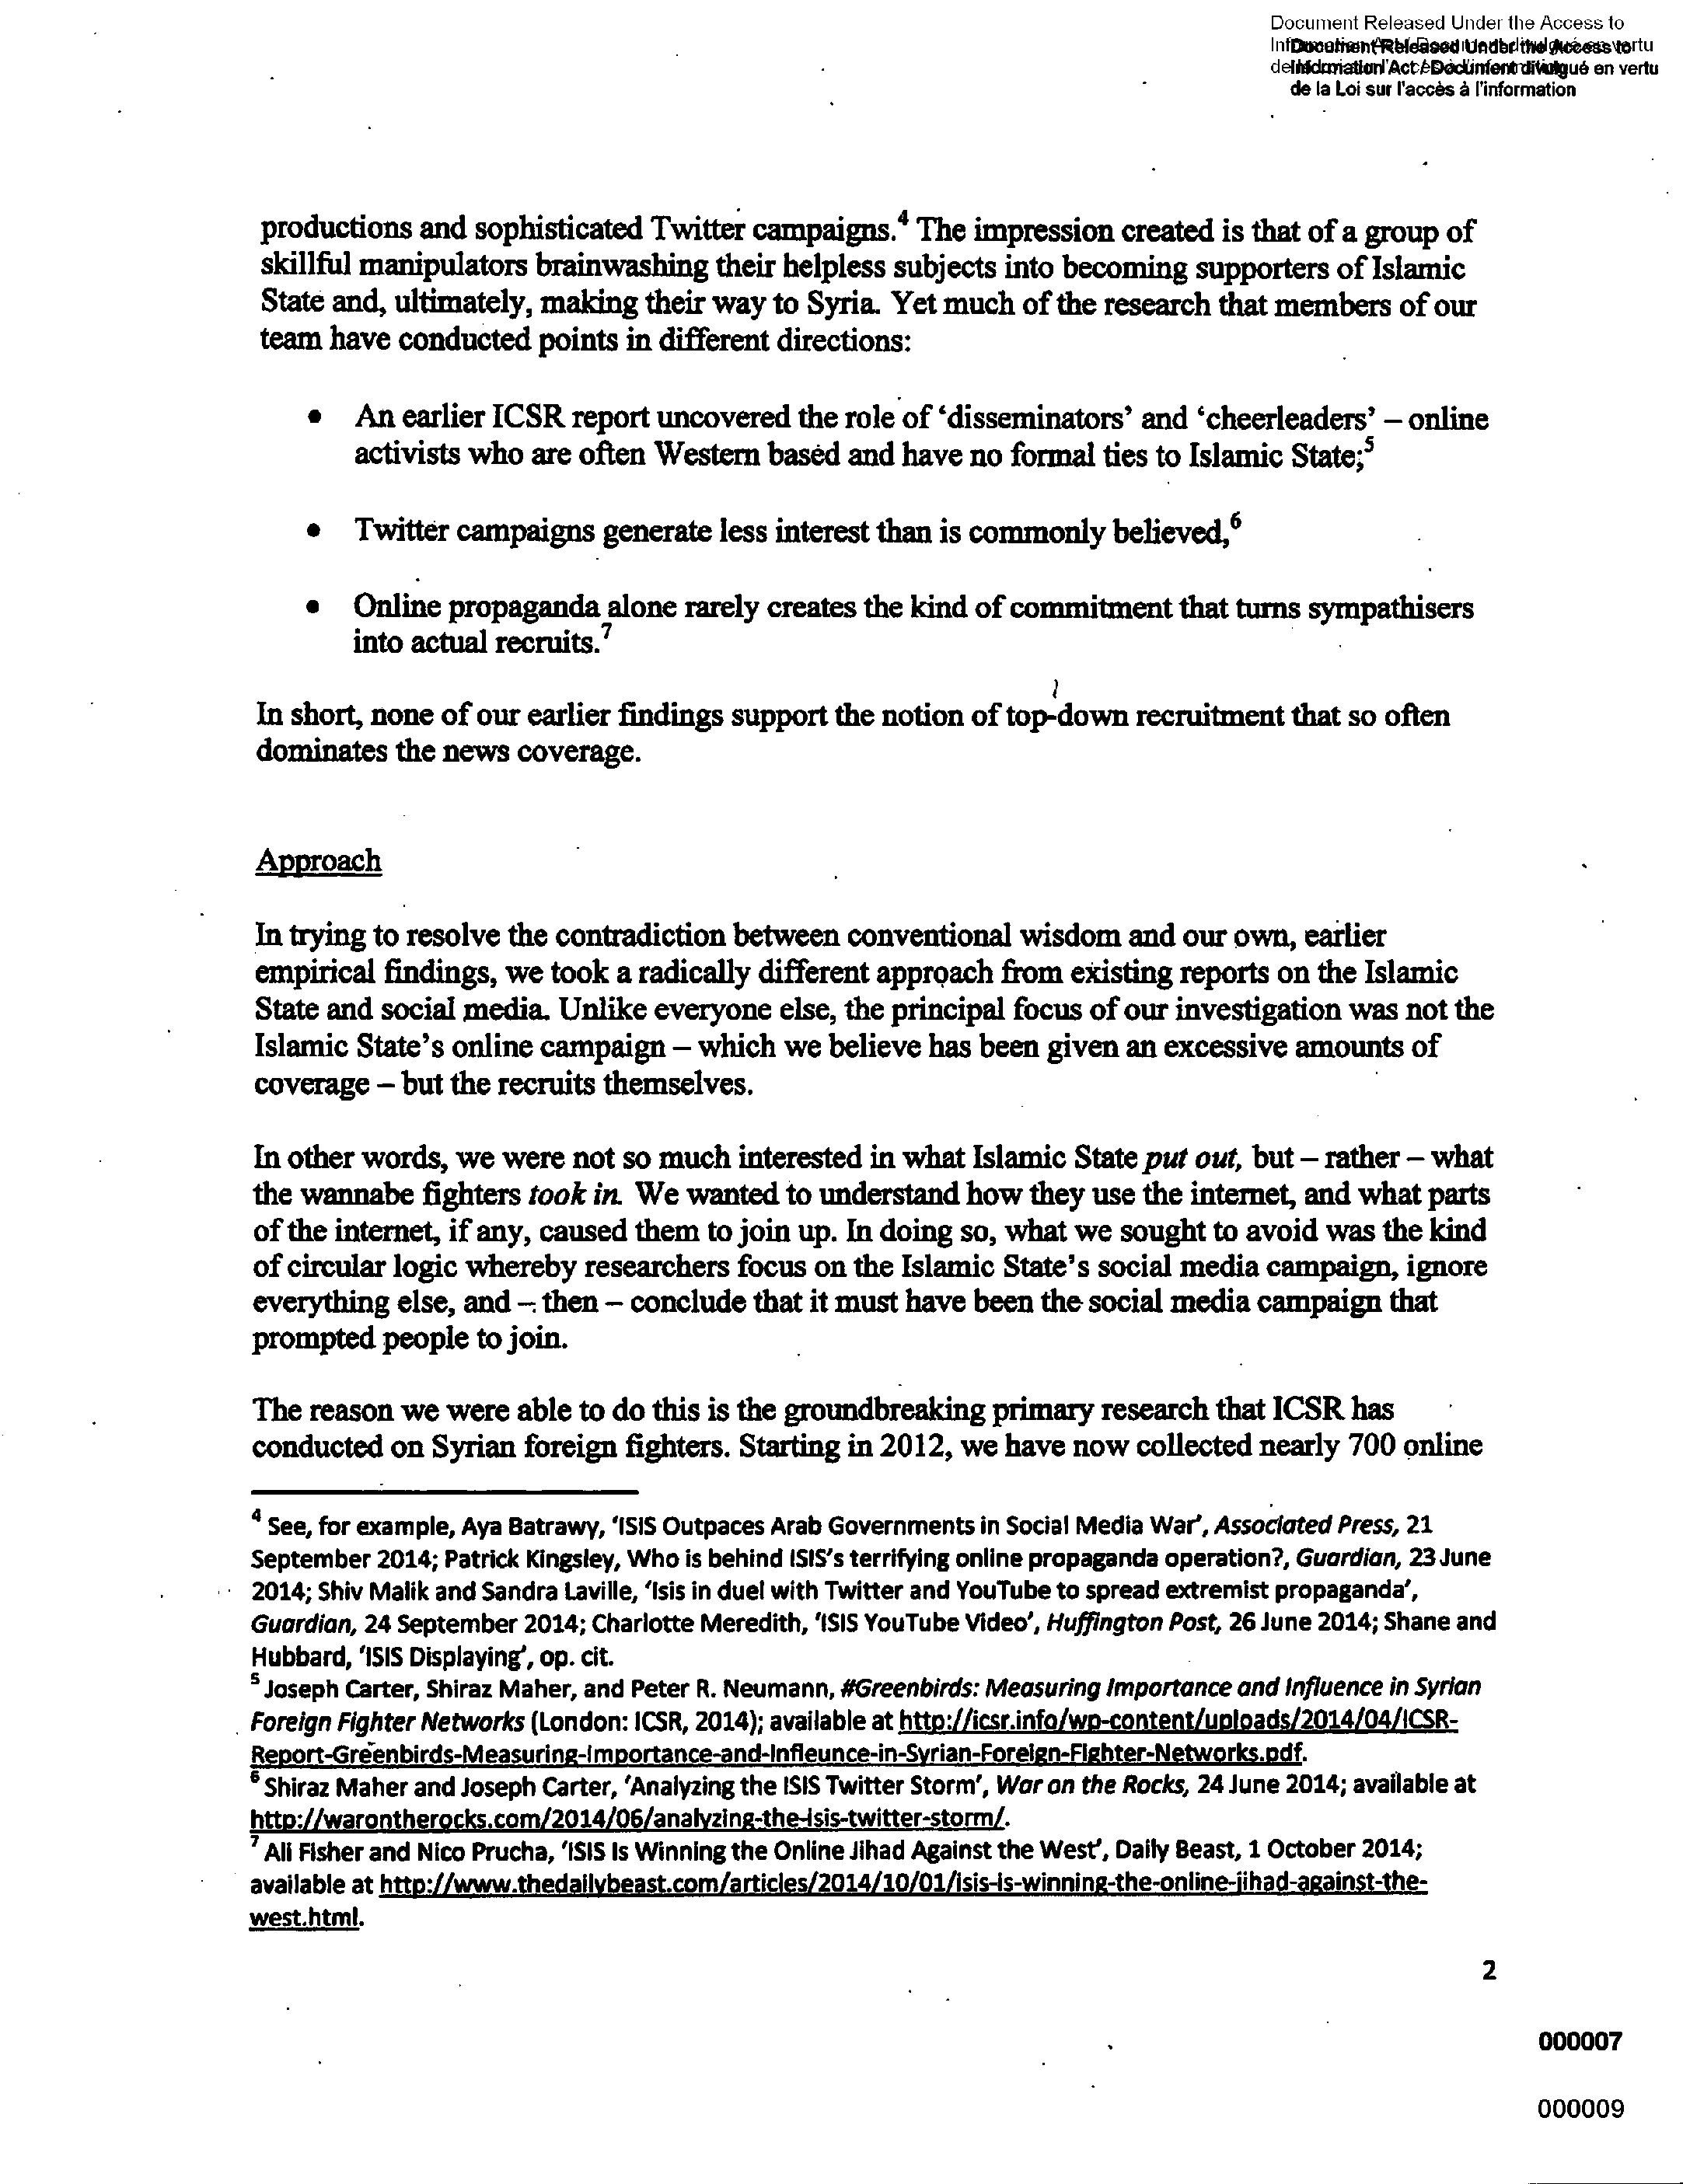 Document Released Under the Access to
Document Released Under the Access to
Information Act / Document divulgué en vertu
de la Loi sur l'accès à l'information
productions and sophisticated Twitter campaigns.4 The impression created is that of a group of
skillful manipulators brainwashing their helpless subjects into becoming supporters of Islamic
State and, ultimately, making their way to Syria. Yet much of the research that members of our
team have conducted points in different directions:
• An earlier ICSR report uncovered the role of ‘disseminators’ and ‘cheerleaders’ – online
activists who are often Western based and have no formal ties to Islamic State;5
• Twitter campaigns generate less interest than is commonly believed,6
• Online propaganda alone rarely creates the kind of commitment that turns sympathisers
into actual recruits.7
In short, none of our earlier findings support the notion of top-down recruitment that so often
dominates the news coverage.
Approach
In trying to resolve the contradiction between conventional wisdom and our own, earlier
empirical findings, we took a radically different approach from existing reports on the Islamic
State and social media. Unlike everyone else, the principal focus of our investigation was not the
Islamic State’s online campaign – which we believe has been given an excessive amounts of
coverage – but the recruits themselves.
In other words, we were not so much interested in what Islamic State put out, but – rather – what
the wannabe fighters took in. We wanted to understand how they use the internet, and what parts
of the internet, if any, caused them to join up. In doing so, what we sought to avoid was the kind
of circular logic whereby researchers focus on the Islamic State’s social media campaign, ignore
everything else, and – then – conclude that it must have been the social media campaign that
prompted people to join.
The reason we were able to do this is the groundbreaking primary research that ICSR has
conducted on Syrian foreign fighters. Starting in 2012, we have now collected nearly 700 online
4 See, for example, Aya Batrawy, ‘ISIS Outpaces Arab Governments in Social Media War’, Associated Press, 21
September 2014; Patrick Kingsley, Who is behind ISIS’s terrifying online propaganda operation?, Guardian, 23 June
2014; Shiv Malik and Sandra Laville, ‘Isis in duel with Twitter and YouTube to spread extremist propaganda’,
Guardian, 24 September 2014; Charlotte Meredith, ‘ISIS YouTube Video’, Huffington Post, 26 June 2014; Shane and
Hubbard, ‘ISIS Displaying’, op. cit.
5 Joseph Carter, Shiraz Maher, and Peter R. Neumann, #Greenbirds: Measuring Importance and Influence in Syrian
Foreign Fighter Networks (London: ICSR, 2014); available at http://icsr.info/wp-content/uploads/2014/04/ICSR-
Report-Greenbirds-Measuring-Importance-and-Infleunce-in-Syrian-Foreign-Fighter-Networks.pdf.
6 Shiraz Maher and Joseph Carter, ‘Analyzing the ISIS Twitter Storm’, War on the Rocks, 24 June 2014; available at
http://warontherocks.com/2014/06/analyzing-the-isis-twitter-storm/.
7 Ali Fisher and Nico Prucha, ‘ISIS Is Winning the Online Jihad Against the West’, Daily Beast, 1 October 2014;
available at http://www.thedailybeast.com/articles/2014/10/01/isis-is-winning-the-online-jihad-against-the-
west.html.
2
000007
000009